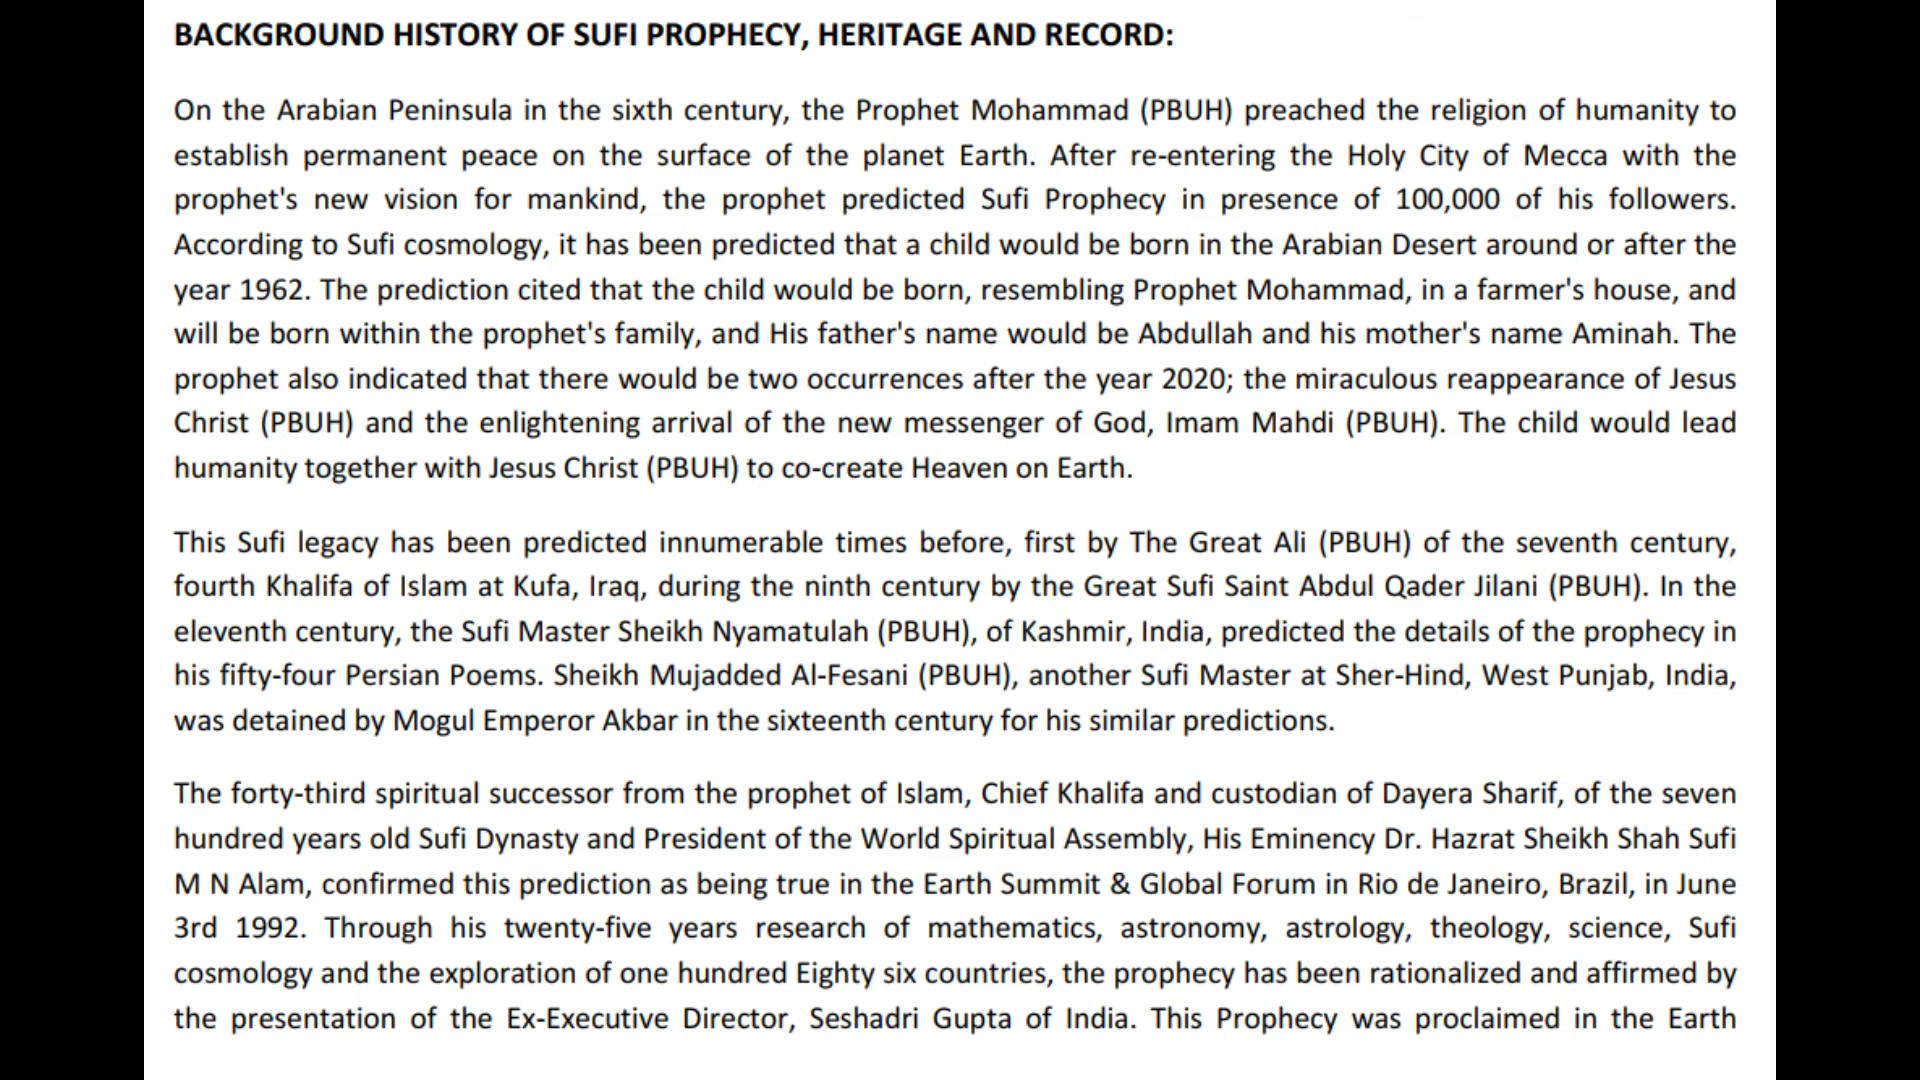 BACKGROUND HISTORY OF SUFI PROPHECY, HERITAGE AND RECORD:
On the Arabian Peninsula in the sixth century, the Prophet Mohammad (PBUH) preached the religion of humanity to
establish permanent peace on the surface of the planet Earth. After re-entering the Holy City of Mecca with the
prophet's new vision for mankind, the prophet predicted Sufi Prophecy in presence of 100,000 of his followers.
According to Sufi cosmology, it has been predicted that a child would be born in the Arabian Desert around or after the
year 1962. The prediction cited that the child would be born, resembling Prophet Mohammad, in a farmer's house, and
will be born within the prophet's family, and His father's name would be Abdullah and his mother's name Aminah. The
prophet also indicated that there would be two occurrences after the year 2020; the miraculous reappearance of Jesus
Christ (PBUH) and the enlightening arrival of the new messenger of God, Imam Mahdi (PBUH). The child would lead
humanity together with Jesus Christ (PBUH) to co-create Heaven on Earth.
This Sufi legacy has been predicted innumerable times before, first by The Great Ali (PBUH) of the seventh century,
fourth Khalifa of Islam at Kufa, Iraq, during the ninth century by the Great Sufi Saint Abdul Qader Jilani (PBUH). In the
eleventh century, the Sufi Master Sheikh Nyamatulah (PBUH), of Kashmir, India, predicted the details of the prophecy in
his fifty-four Persian Poems. Sheikh Mujadded Al-Fesani (PBUH), another Sufi Master at Sher-Hind, West Punjab, India,
was detained by Mogul Emperor Akbar in the sixteenth century for his similar predictions.
The forty-third spiritual successor from the prophet of Islam, Chief Khalifa and custodian of Dayera Sharif, of the seven
hundred years old Sufi Dynasty and President of the World Spiritual Assembly, His Eminency Dr. Hazrat Sheikh Shah Sufi
M N Alam, confirmed this prediction as being true in the Earth Summit & Global Forum in Rio de Janeiro, Brazil, in June
3rd 1992. Through his twenty-five years research of mathematics, astronomy, astrology, theology, science, Sufi
cosmology and the exploration of one hundred Eighty six countries, the prophecy has been rationalized and affirmed by
the presentation of the Ex-Executive Director, Seshadri Gupta of India. This Prophecy was proclaimed in the Earth